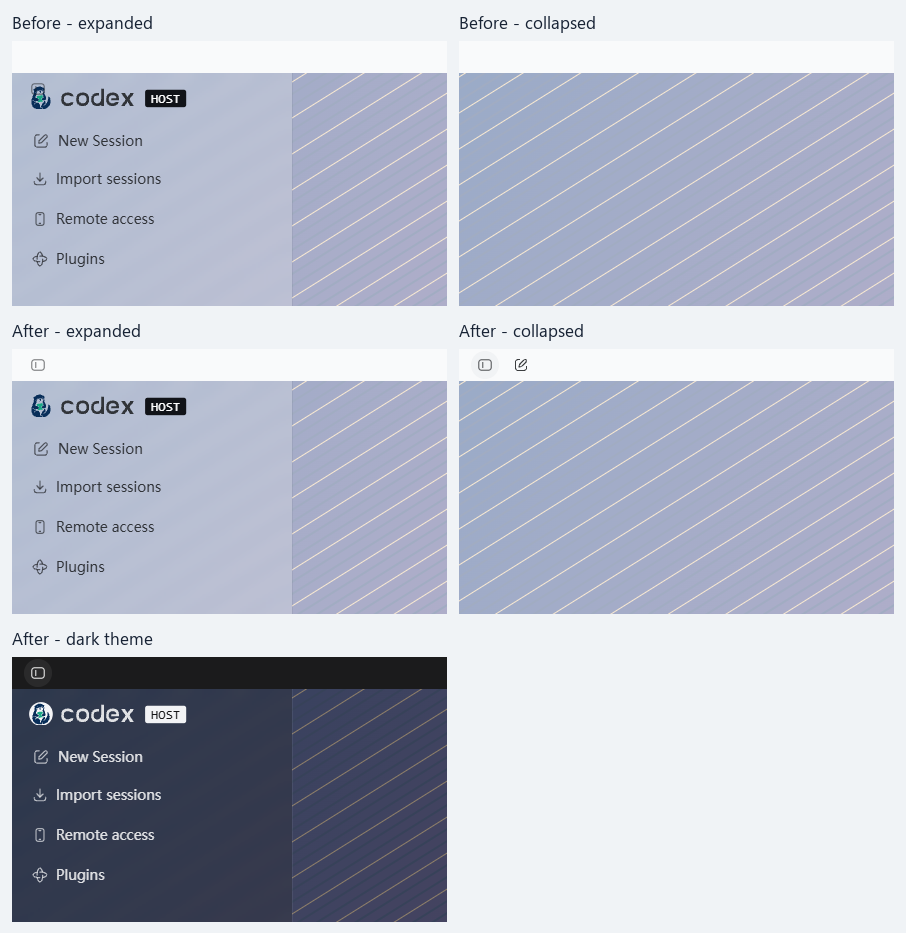 Before - expanded
codex HOST
New Session
Import sessions
Remote access
Plugins
Before - collapsed
After - expanded
codex HOST
New Session
Import sessions
Remote access
Plugins
After - collapsed
After - dark theme
codex HOST
New Session
Import sessions
Remote access
Plugins